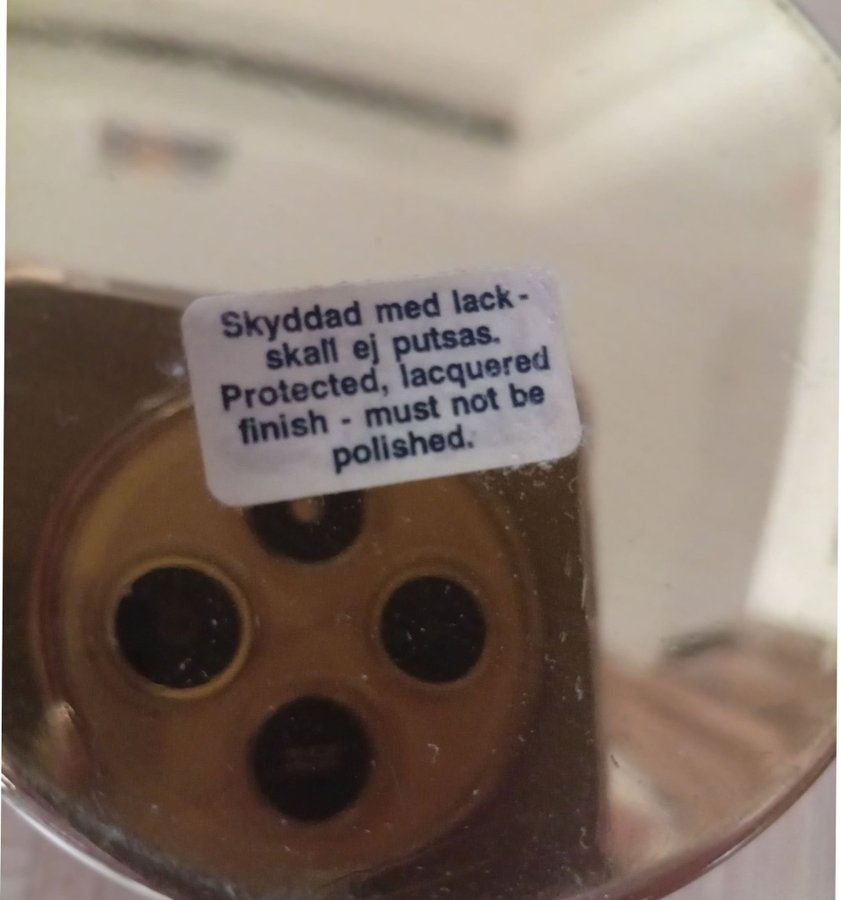 Skyddad med lack -
skall ej putsas.
Protected, lacquered
finish - must not be
polished.